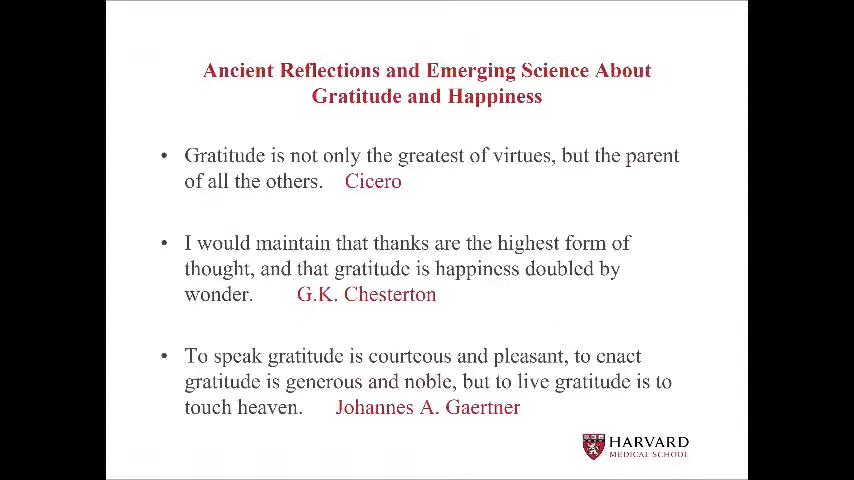 Ancient Reflections and Emerging Science About
Gratitude and Happiness
• Gratitude is not only the greatest of virtues, but the parent
of all the others. Cicero
• I would maintain that thanks are the highest form of
thought, and that gratitude is happiness doubled by
wonder. G.K. Chesterton
• To speak gratitude is courteous and pleasant, to enact
gratitude is generous and noble, but to live gratitude is to
touch heaven. Johannes A. Gaertner
HARVARD
MEDICAL SCHOOL